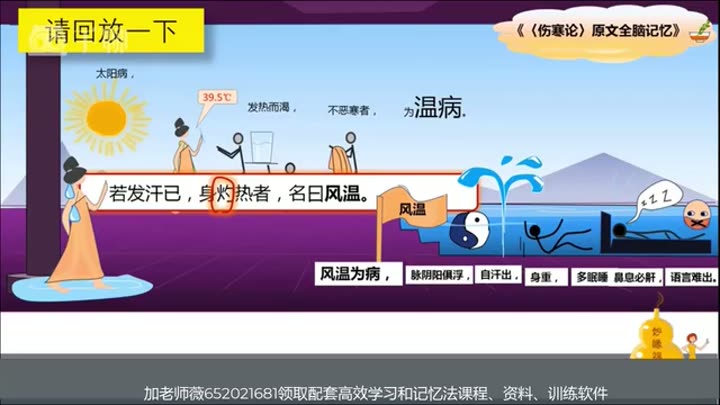 请回放一下
《〈伤寒论〉原文全脑记忆》
太阳病，
39.5℃
发热而渴，
不恶寒者，
为温病.
若发汗已，身灼热者，名曰风温。
风温
zZZ
风温为病，
脉阴阳俱浮，
自汗出，
身重，
多眠睡 鼻息必鼾，
语言难出。
加老师薇652021681领取配套高效学习和记忆法课程、资料、训练软件